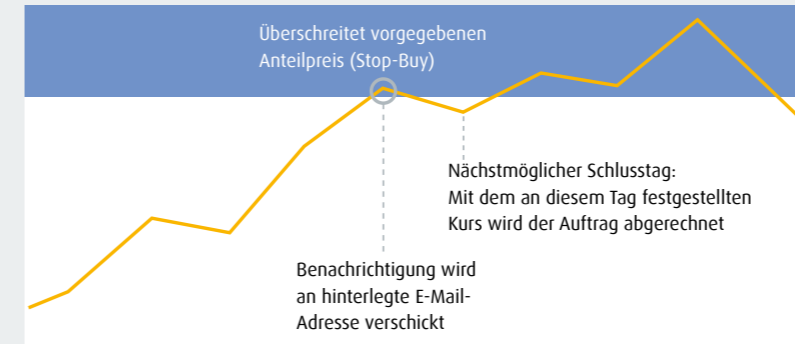 Überschreitet vorgegebenen
Anteilpreis (Stop-Buy)
Nächstmöglicher Schlusstag:
Mit dem an diesem Tag festgestellten
Kurs wird der Auftrag abgerechnet
Benachrichtigung wird
an hinterlegte E-Mail-
Adresse verschickt